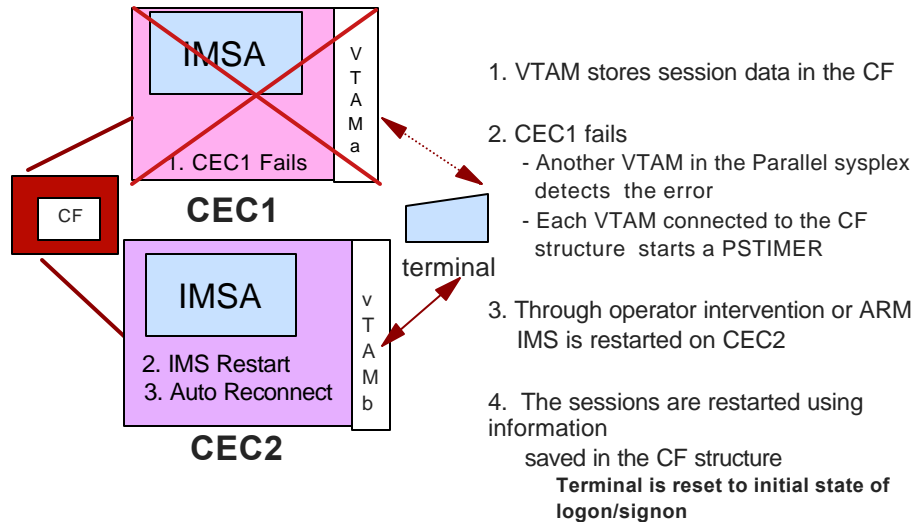 IMSA
VTAMa
1. CEC1 Fails
CEC1
CF
terminal
IMSA
VTAMb
2. IMS Restart
3. Auto Reconnect
CEC2
1. VTAM stores session data in the CF
2. CEC1 fails
- Another VTAM in the Parallel sysplex
detects the error
- Each VTAM connected to the CF
structure starts a PSTIMER
3. Through operator intervention or ARM
IMS is restarted on CEC2
4. The sessions are restarted using
information
saved in the CF structure
Terminal is reset to initial state of
logon/signon